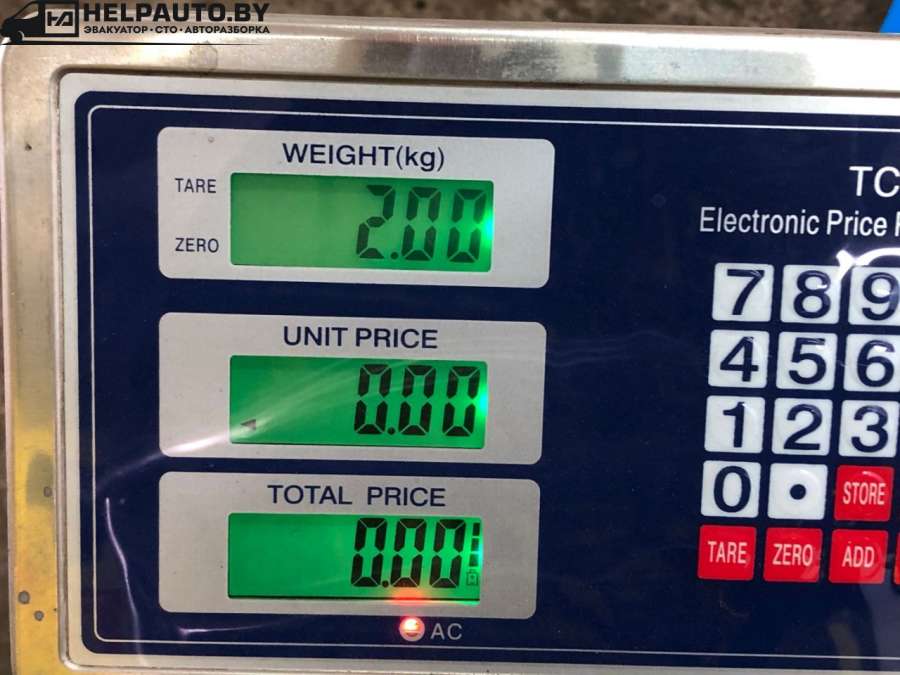 HELPAUTO.BY
ЭВАКУАТОР•СТО•АВТОРАЗБОРКА
WEIGHT(kg)
TARE
ZERO
2.00
UNIT PRICE
0.00
TOTAL PRICE
0.00
AC
TC
Electronic Price
7 8 9
4 5 6
1 2 3
0 • STORE
TARE ZERO ADD